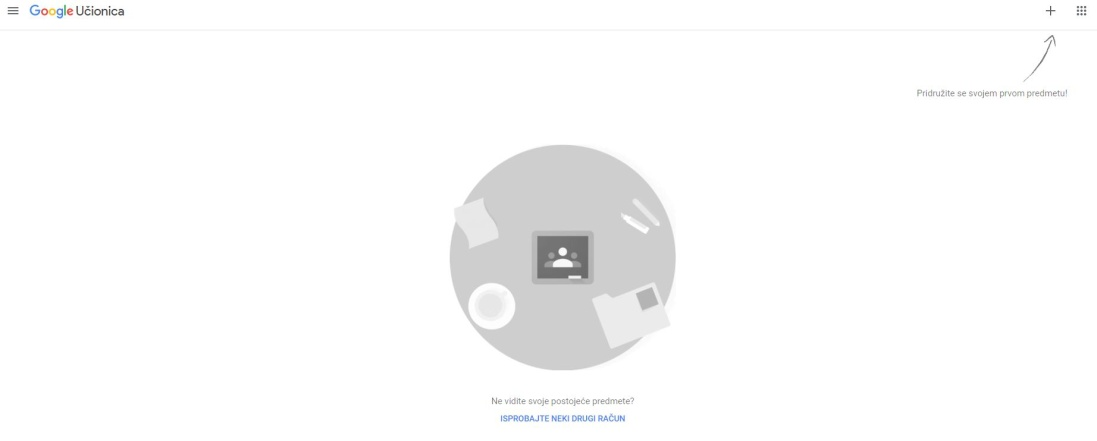 Google Učionica
Pridružite se svojem prvom predmetu!
Ne vidite svoje postojeće predmete?
ISPROBAJTE NEKI DRUGI RAČUN